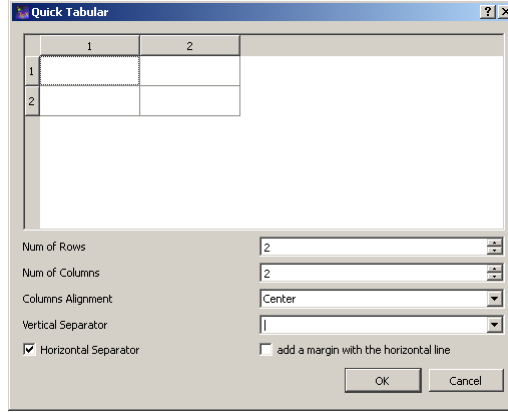 Quick Tabular
1 2
1
2
Num of Rows 2
Num of Columns 2
Columns Alignment Center
Vertical Separator |
Horizontal Separator add a margin with the horizontal line
OK Cancel